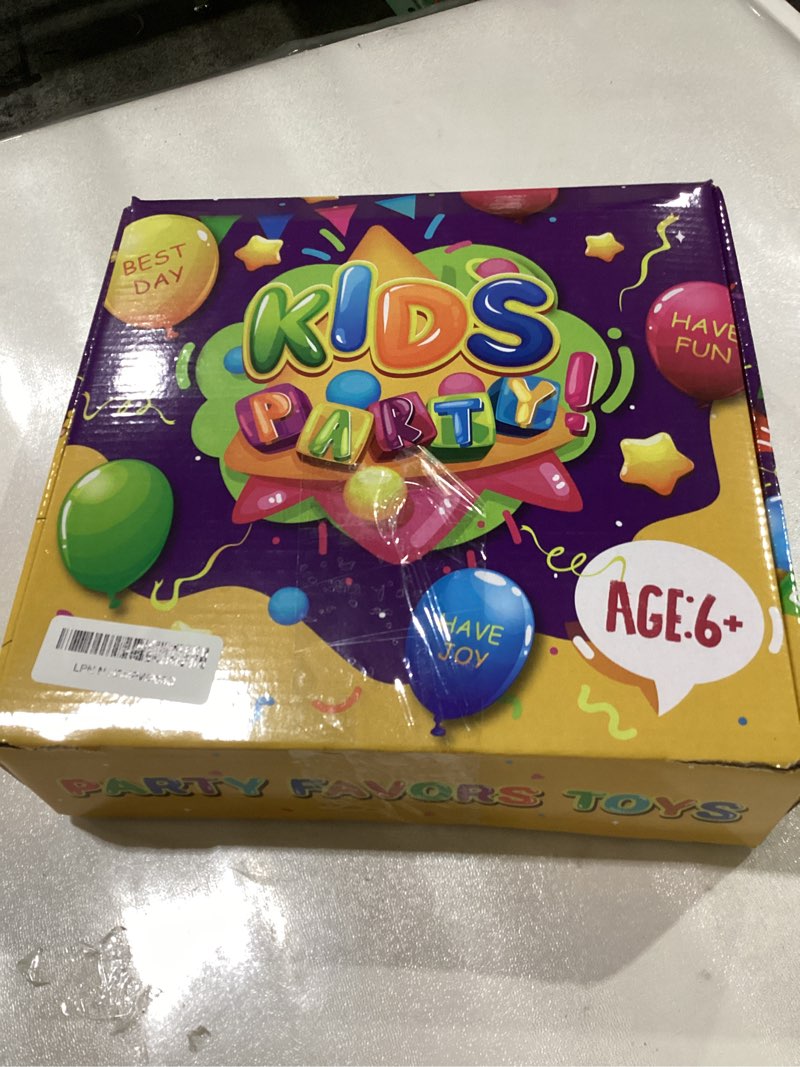 BEST
DAY
KIDS
PARTY!
HAVE
FUN
AGE:6+
HAVE
JOY
PARTY FAVORS TOYS